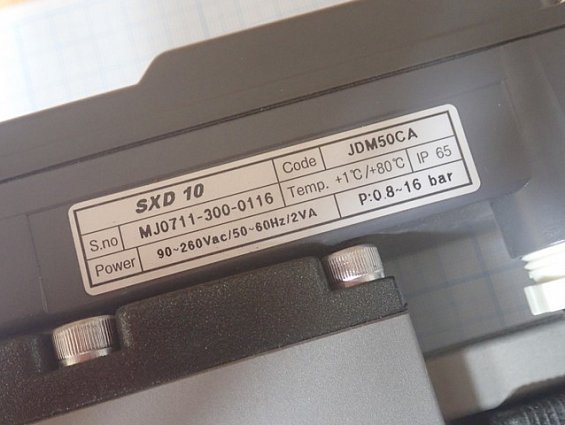 SXD 10 Code JDM50CA
S.no MJ0711-300-0116 Temp. +1℃/+80℃ IP 65
Power 90~260Vac/50~60Hz/2VA P:0.8~16 bar